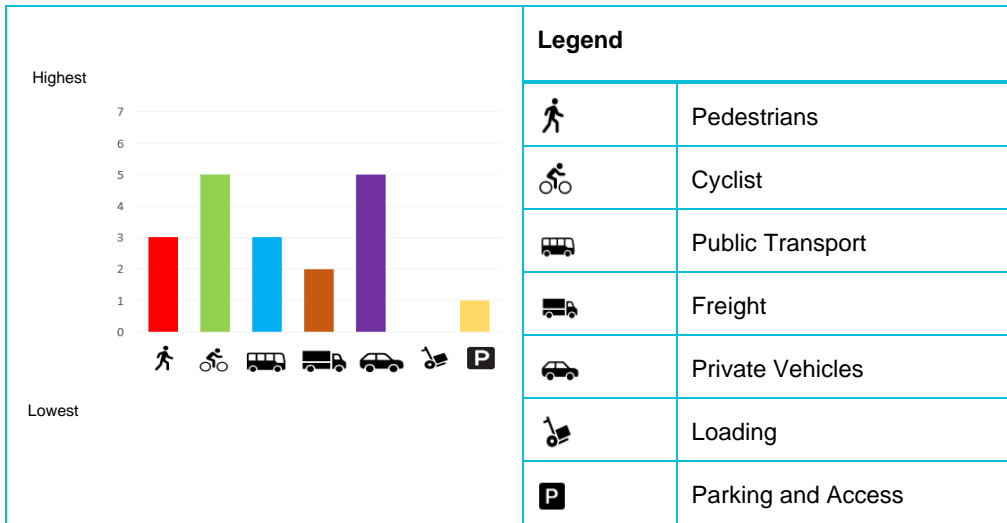 Highest
7
6
5
4
3
2
1
0
P
Lowest
Legend
Pedestrians
Cyclist
Public Transport
Freight
Private Vehicles
Loading
P
Parking and Access